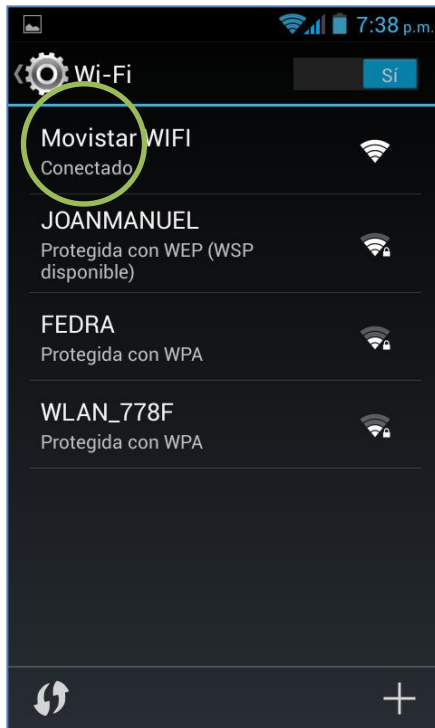 7:38 p.m.
Wi-Fi
Sí
Movistar WIFI
Conectado
JOANMANUEL
Protegida con WEP (WSP
disponible)
FEDRA
Protegida con WPA
WLAN_778F
Protegida con WPA